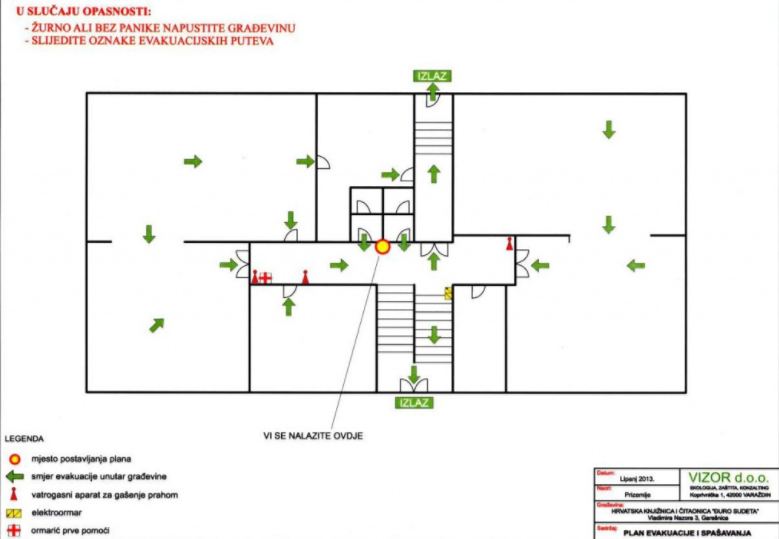 U SLUČAJU OPASNOSTI:
- ŽURNO ALI BEZ PANIKE NAPUSTITE GRAĐEVINU
- SLIJEDITE OZNAKE EVAKUACIJSKIH PUTEVA
IZLAZ
IZLAZ
VI SE NALAZITE OVDJE
LEGENDA
mjesto postavljanja plana
smjer evakuacije unutar građevine
vatrogasni aparat za gašenje prahom
elektroormar
ormarić prve pomoći
Datum:
Lipanj 2013.
Naziv:
Prizemlje
VIZOR d.o.o.
EKOLOGIJA, ZAŠTITA, KONZALTING
Koprivnička 1, 42000 VARAŽDIN
Građevina:
HRVATSKA KNJIŽNICA I ČITAONICA "ĐURO SUDETA"
Vladimira Nazora 3, Garešnica
Sadržaj:
PLAN EVAKUACIJE I SPAŠAVANJA